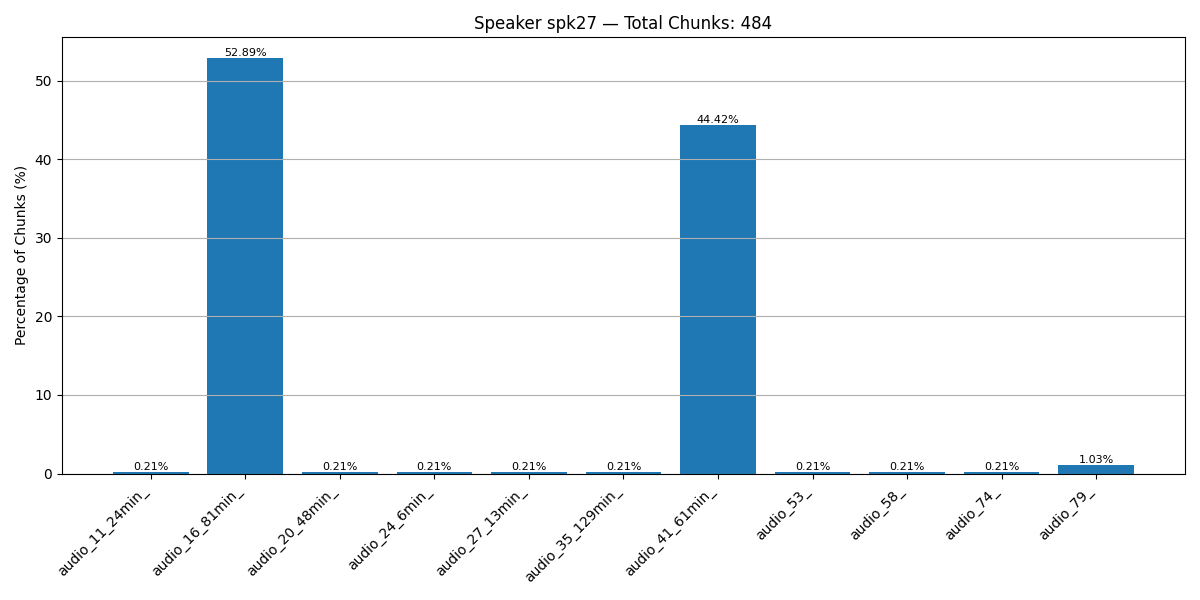 Speaker spk27 — Total Chunks: 484
Percentage of Chunks (%)
50
40
30
20
10
0
0.21%
52.89%
0.21%
0.21%
0.21%
0.21%
44.42%
0.21%
0.21%
0.21%
1.03%
audio_11_24min_
audio_16_81min_
audio_20_48min_
audio_24_6min_
audio_27_13min_
audio_35_129min_
audio_41_61min_
audio_53_
audio_58_
audio_74_
audio_79_